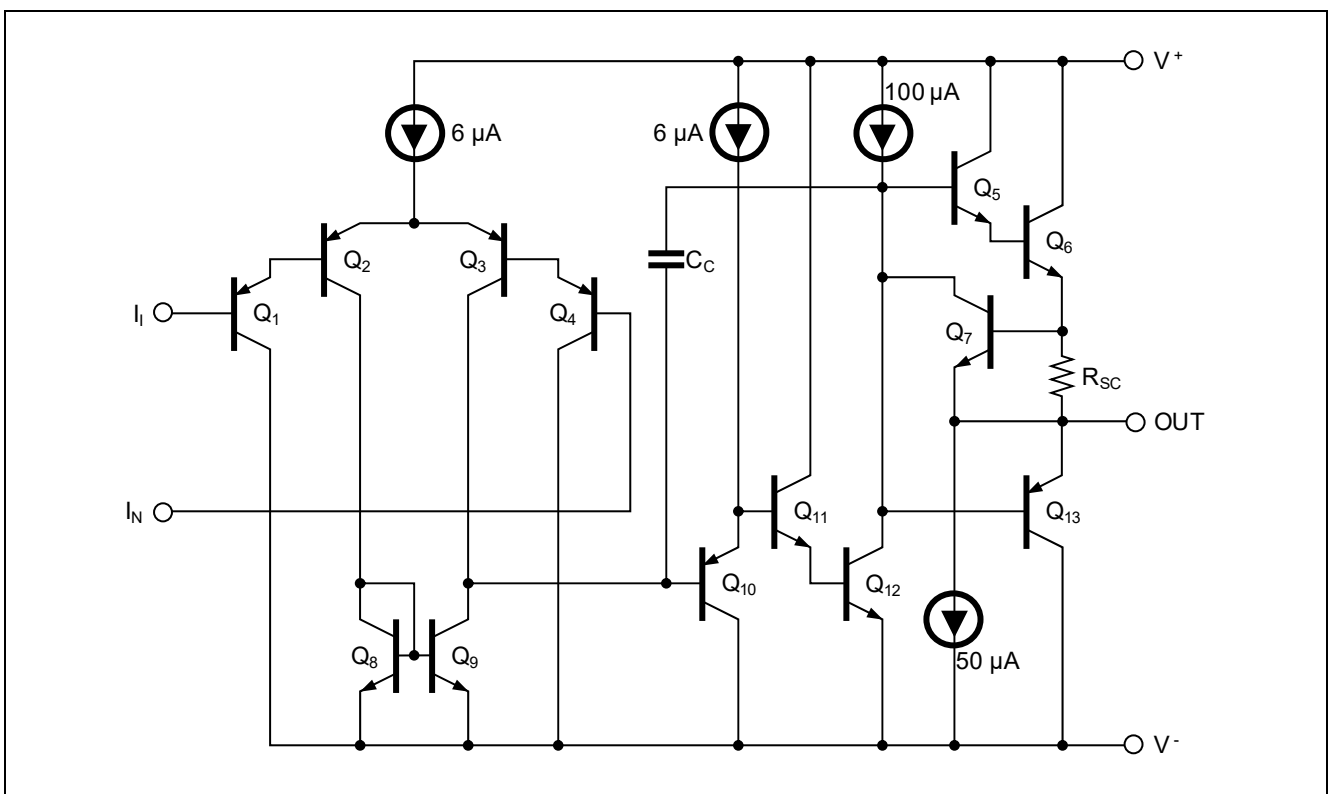 V+
100 µA
6 µA
6 µA
Q5
Q6
Q2
Q3
CC
II
Q1
Q4
Q7
RSC
OUT
IN
Q11
Q13
Q10
Q12
Q8
Q9
50 µA
V-